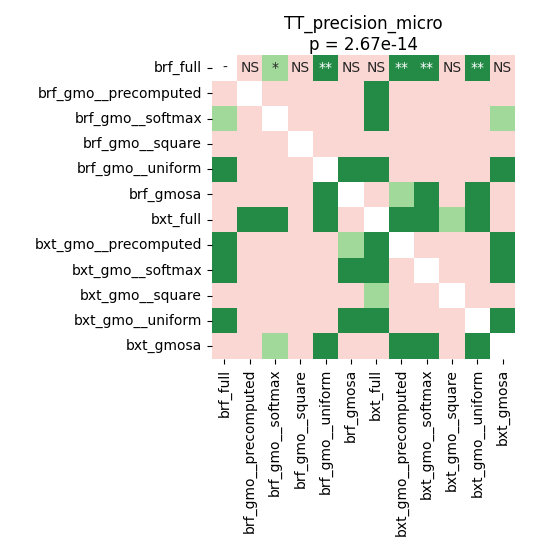 TT_precision_micro
p = 2.67e-14
brf_full - NS * ** NS NS ** ** NS ** NS
brf_gmo__precomputed
brf_gmo__softmax
brf_gmo__square
brf_gmo__uniform
brf_gmosa
bxt_full
bxt_gmo__precomputed
bxt_gmo__softmax
bxt_gmo__square
bxt_gmo__uniform
bxt_gmosa
brf_full
brf_gmo__precomputed
brf_gmo__softmax
brf_gmo__square
brf_gmo__uniform
brf_gmosa
bxt_full
bxt_gmo__precomputed
bxt_gmo__softmax
bxt_gmo__square
bxt_gmo__uniform
bxt_gmosa